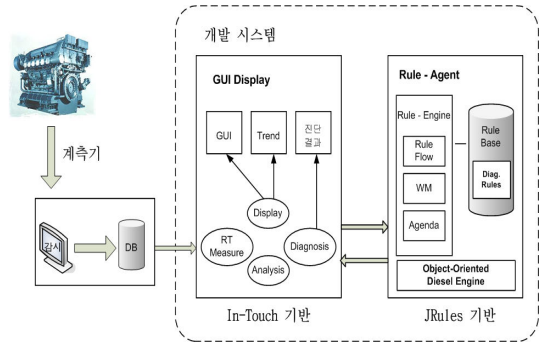 개발 시스템
계측기
감시
DB
GUI Display
GUI
Trend
진단
결과
Display
RT
Measure
Analysis
Diagnosis
In-Touch 기반
Rule - Agent
Rule - Engine
Rule
Flow
WM
Agenda
Rule
Base
Diag.
Rules
Object-Oriented
Diesel Engine
JRules 기반